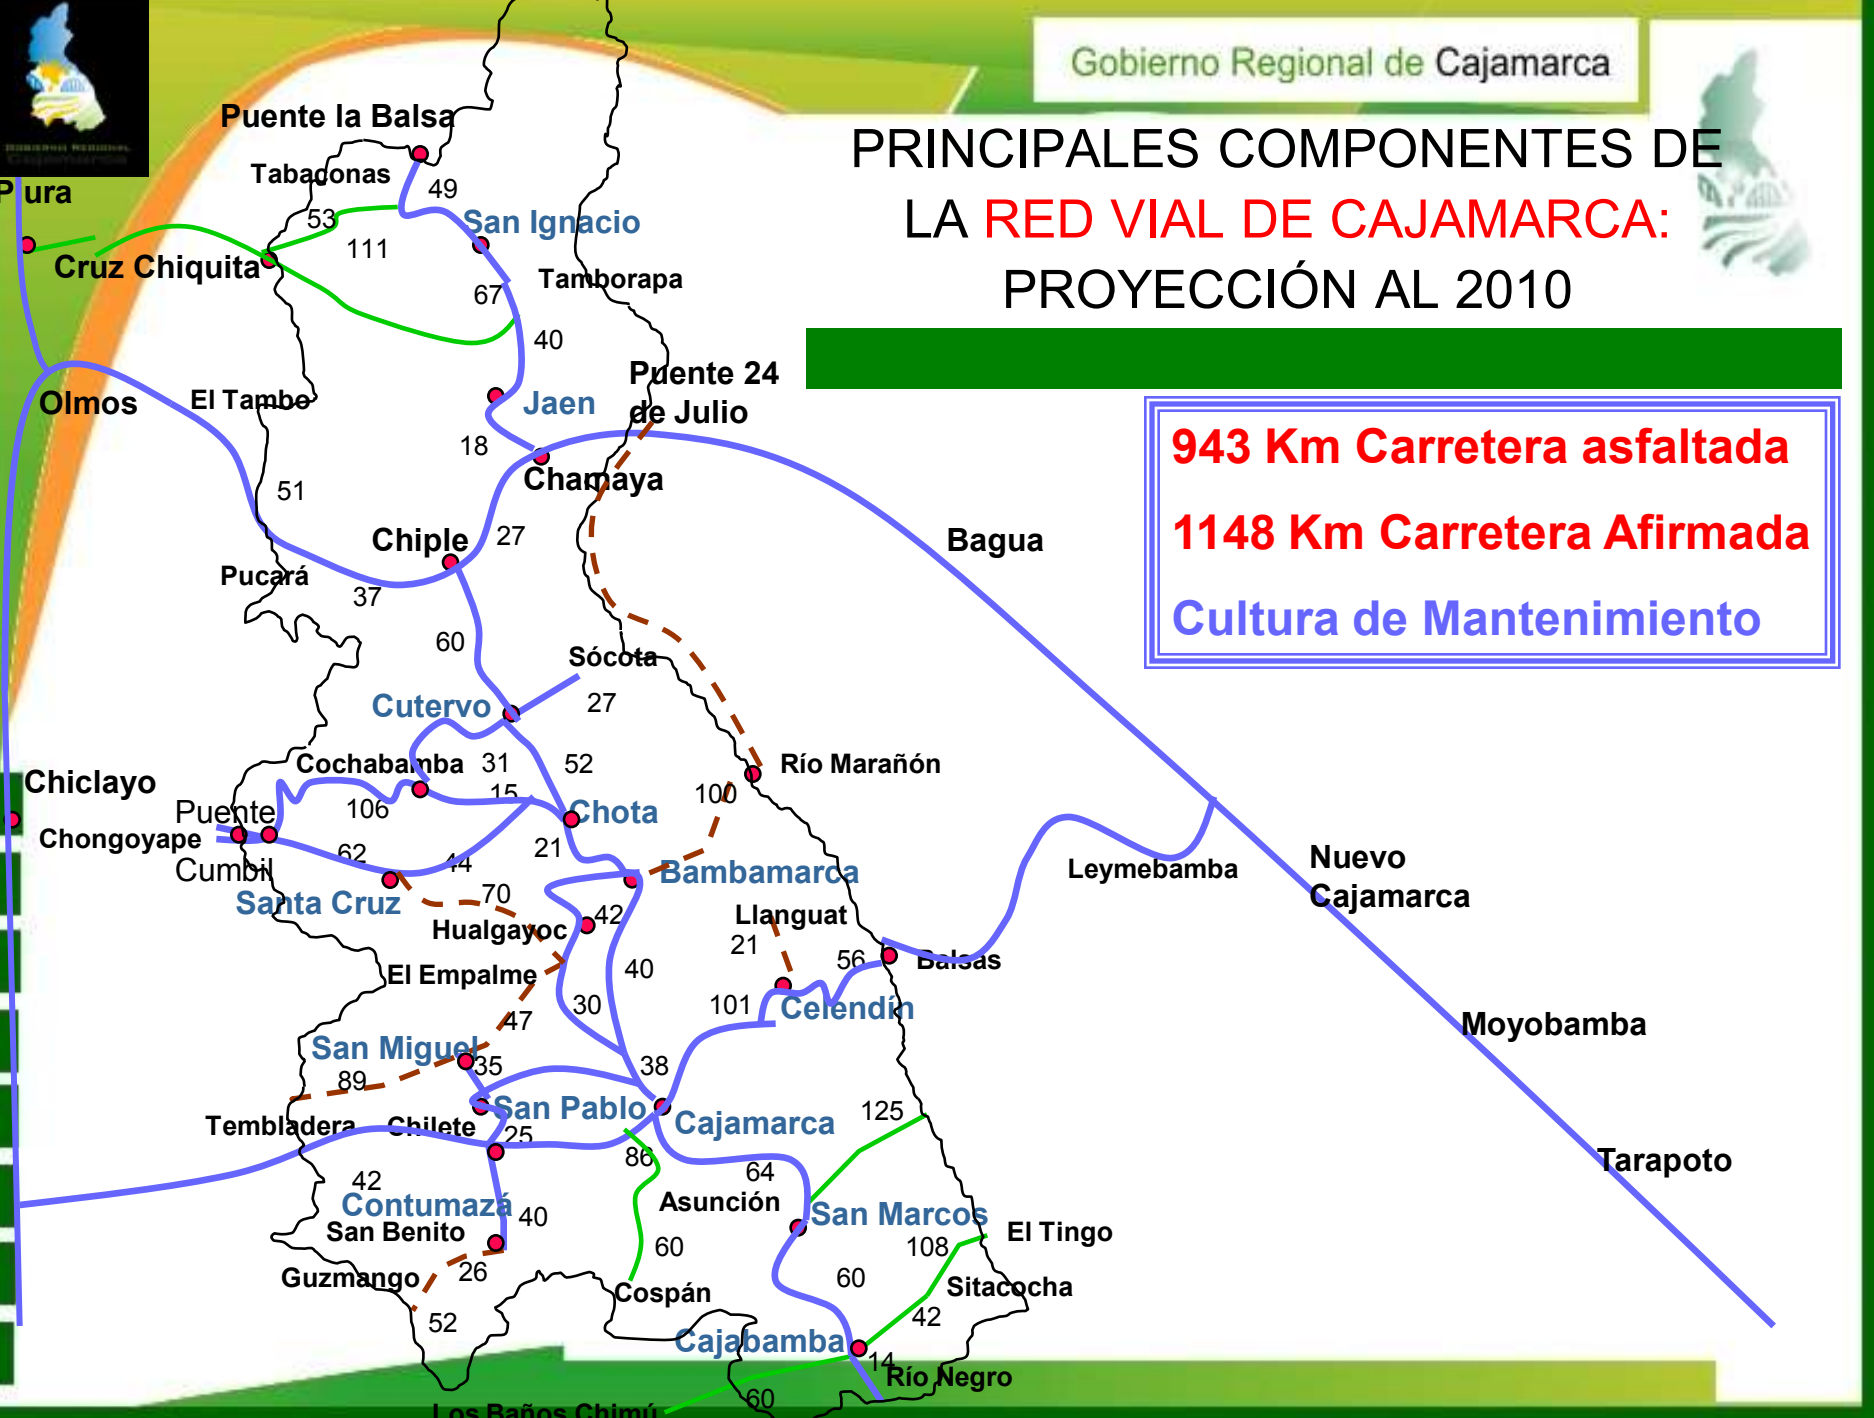 Gobierno Regional de Cajamarca
PRINCIPALES COMPONENTES DE
LA RED VIAL DE CAJAMARCA:
PROYECCIÓN AL 2010
943 Km Carretera asfaltada
1148 Km Carretera Afirmada
Cultura de Mantenimiento
GOBIERNO REGIONAL
Cajamarca
Puente la Balsa
Tabaconas
49
Piura
53
San Ignacio
111
Cruz Chiquita
Tamborapa
67
40
Puente 24
de Julio
Olmos
El Tambo
Jaen
18
Chamaya
51
27
Chiple
Bagua
Pucará
37
60
Sócota
27
Cutervo
Cochabamba
31
52
Río Marañón
Chiclayo
106
15
100
Puente
Chota
Chongoyape
62
44
21
Cumbil
Bambamarca
Leymebamba
Nuevo
Cajamarca
Santa Cruz
70
42
Llanguat
Hualgayoc
21
56
Balsas
El Empalme
40
30
101
Celendín
47
Moyobamba
San Miguel
35
38
89
San Pablo
125
Tembladera
Chilete
25
Cajamarca
86
64
Tarapoto
42
Contumazá
40
Asunción
San Marcos
San Benito
60
108
El Tingo
Guzmango
26
60
Sitacocha
Cospán
52
42
Cajabamba
14
Río Negro
60
Los Baños Chimú